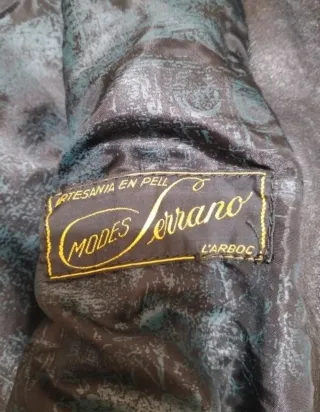 ARTESANIA EN PELL
MODES Serrano
L'ARBOÇ